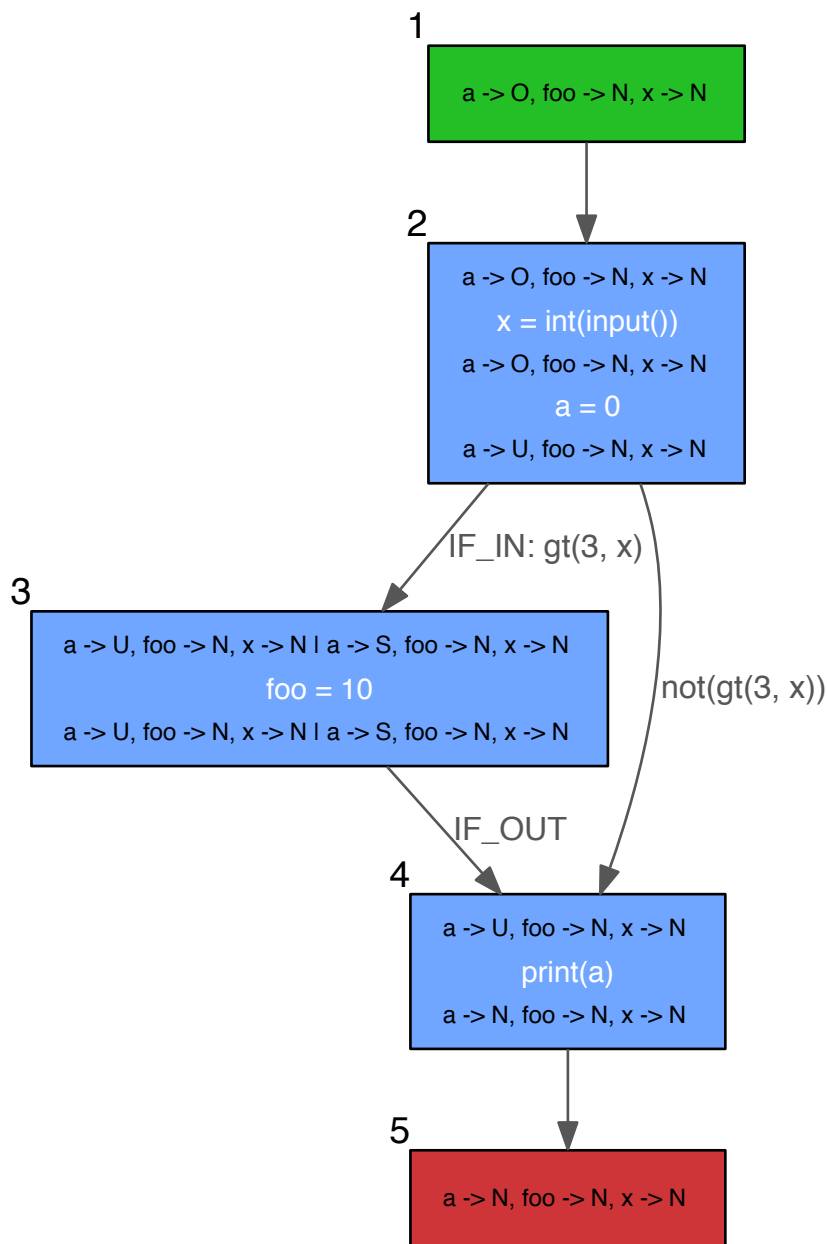 1
a -> O, foo -> N, x -> N
2
a -> O, foo -> N, x -> N
x = int(input())
a -> O, foo -> N, x -> N
a = 0
a -> U, foo -> N, x -> N
IF_IN: gt(3, x)
3
a -> U, foo -> N, x -> N | a -> S, foo -> N, x -> N
foo = 10
a -> U, foo -> N, x -> N | a -> S, foo -> N, x -> N
not(gt(3, x))
IF_OUT
4
a -> U, foo -> N, x -> N
print(a)
a -> N, foo -> N, x -> N
5
a -> N, foo -> N, x -> N